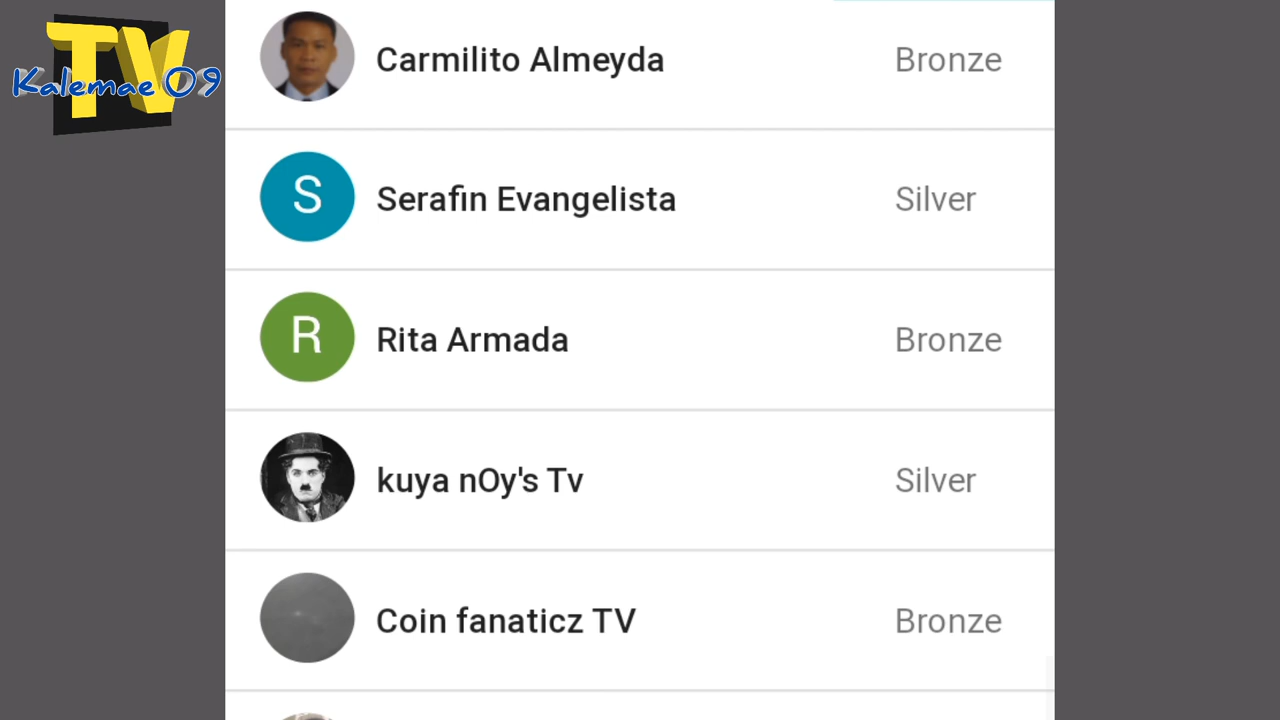 TV
Kalemae 09
Carmilito Almeyda Bronze
S Serafin Evangelista Silver
R Rita Armada Bronze
kuya nOy's Tv Silver
Coin fanaticz TV Bronze